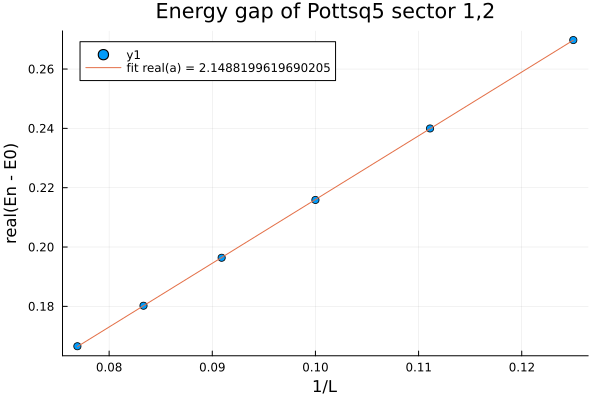 Energy gap of Pottsq5 sector 1,2
y1
fit real(a) = 2.1488199619690205
0.26
0.24
0.22
0.20
0.18
real(En - E0)
0.08
0.09
0.10
0.11
0.12
1/L